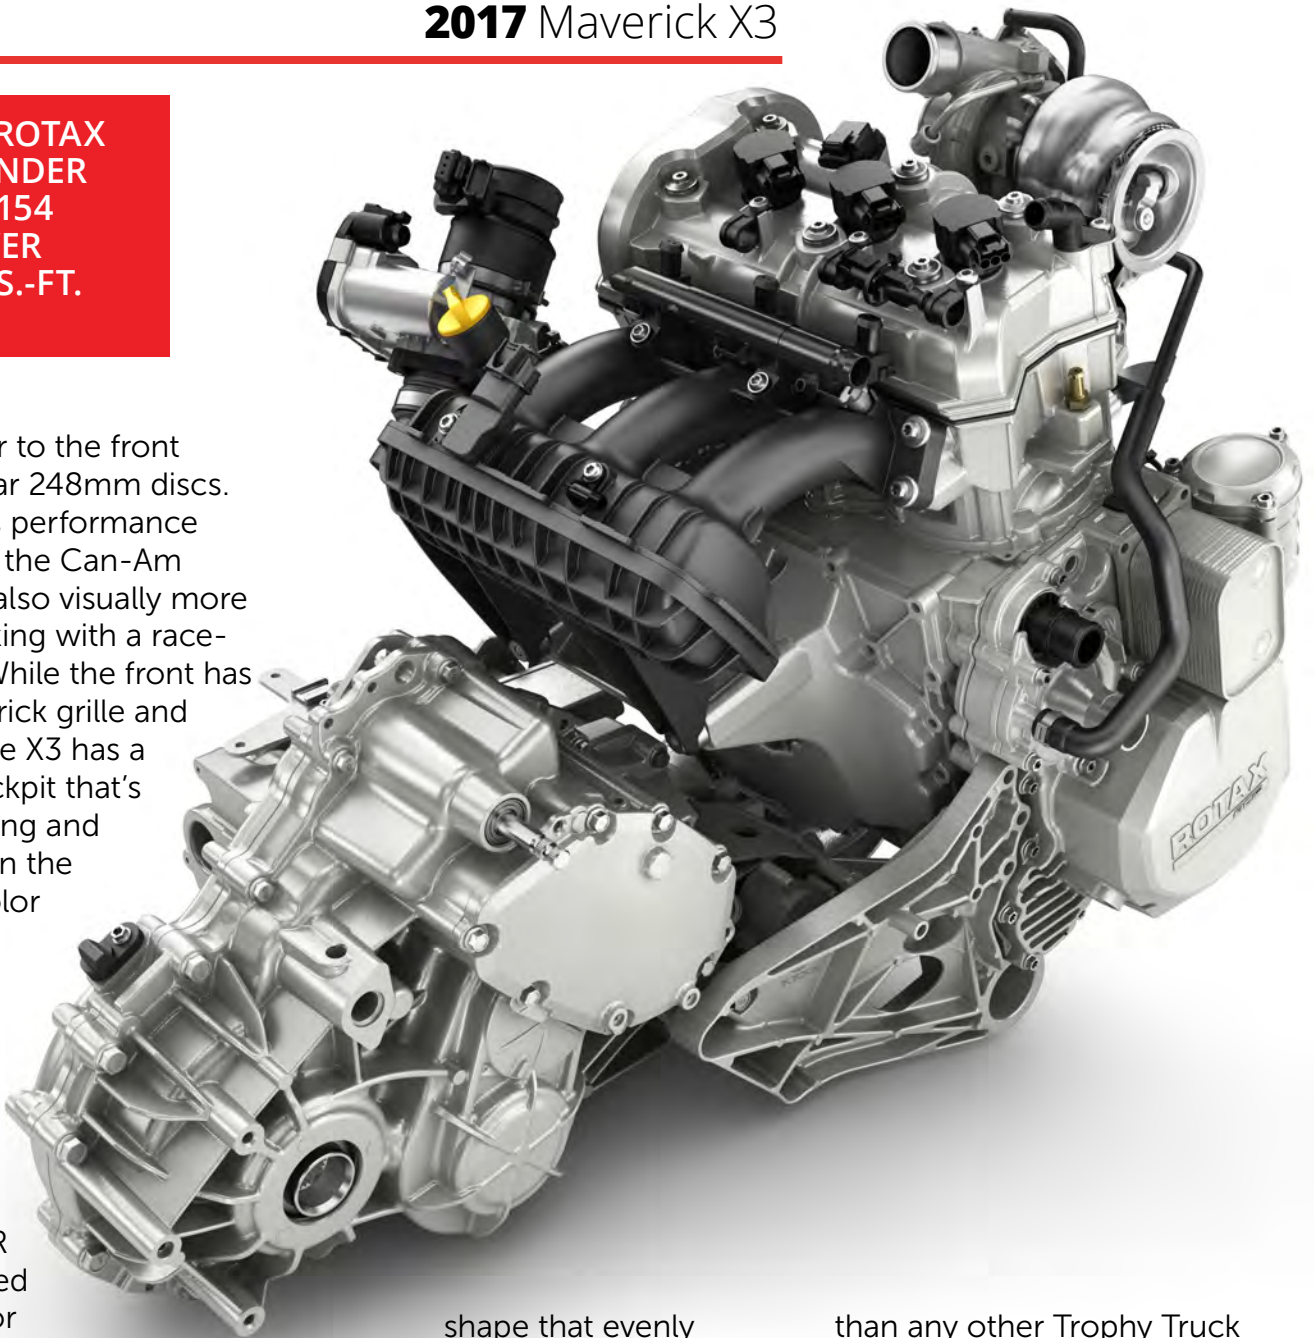 2017 Maverick X3
ROTAX
NDER
154
ER
S.-FT.
r to the front
ar 248mm discs.
performance
the Can-Am
also visually more
king with a race-
While the front has
rick grille and
e X3 has a
ckpit that's
ng and
n the
olor
R
ed
or
shape that evenly
than any other Trophy Truck
ROTAX